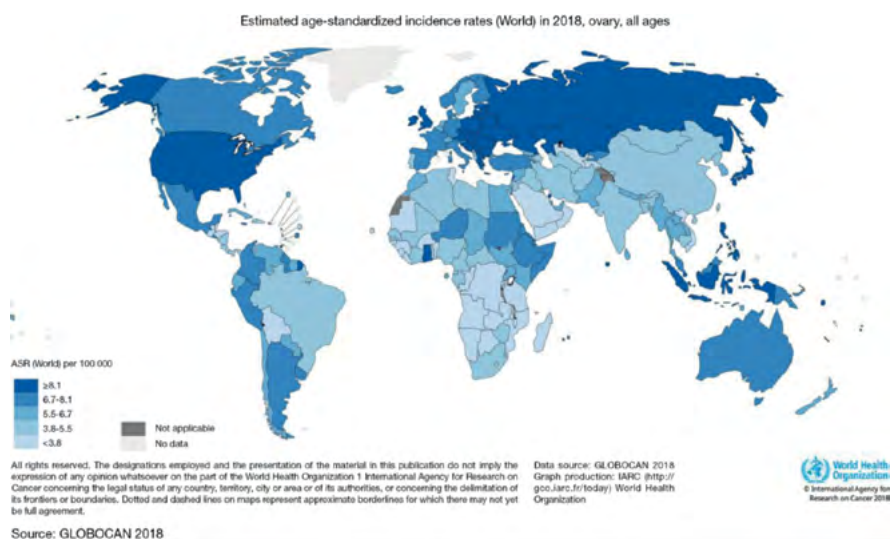 Estimated age-standardized incidence rates (World) in 2018, ovary, all ages
ASR (World) per 100 000
≥8.1
6.7-8.1
5.5-6.7
3.8-5.5
<3.8
Not applicable
No data
All rights reserved. The designations employed and the presentation of the material in this publication do not imply the
expression of any opinion whatsoever on the part of the World Health Organization 1 International Agency for Research on
Cancer concerning the legal status of any country, territory, city or area or of its authorities, or concerning the delimitation of
its frontiers or boundaries. Dotted and dashed lines on maps represent approximate borderlines for which there may not yet
be full agreement.
Data source: GLOBOCAN 2018
Graph production: IARC (http://
gco.iarc.fr/today) World Health
Organization
World Health
Organization
© International Agency for
Research on Cancer 2018
Source: GLOBOCAN 2018